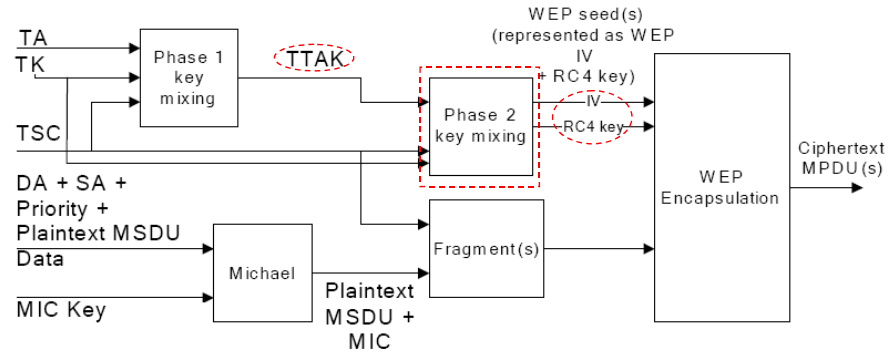 TA
TK
TSC
DA + SA +
Priority +
Plaintext MSDU
Data
MIC Key
Phase 1
key
mixing
TTAK
Michael
Plaintext
MSDU +
MIC
Phase 2
key mixing
Fragment(s)
WEP seed(s)
(represented as WEP
IV
+ RC4 key)
IV
RC4 key
WEP
Encapsulation
Ciphertext
MPDU(s)